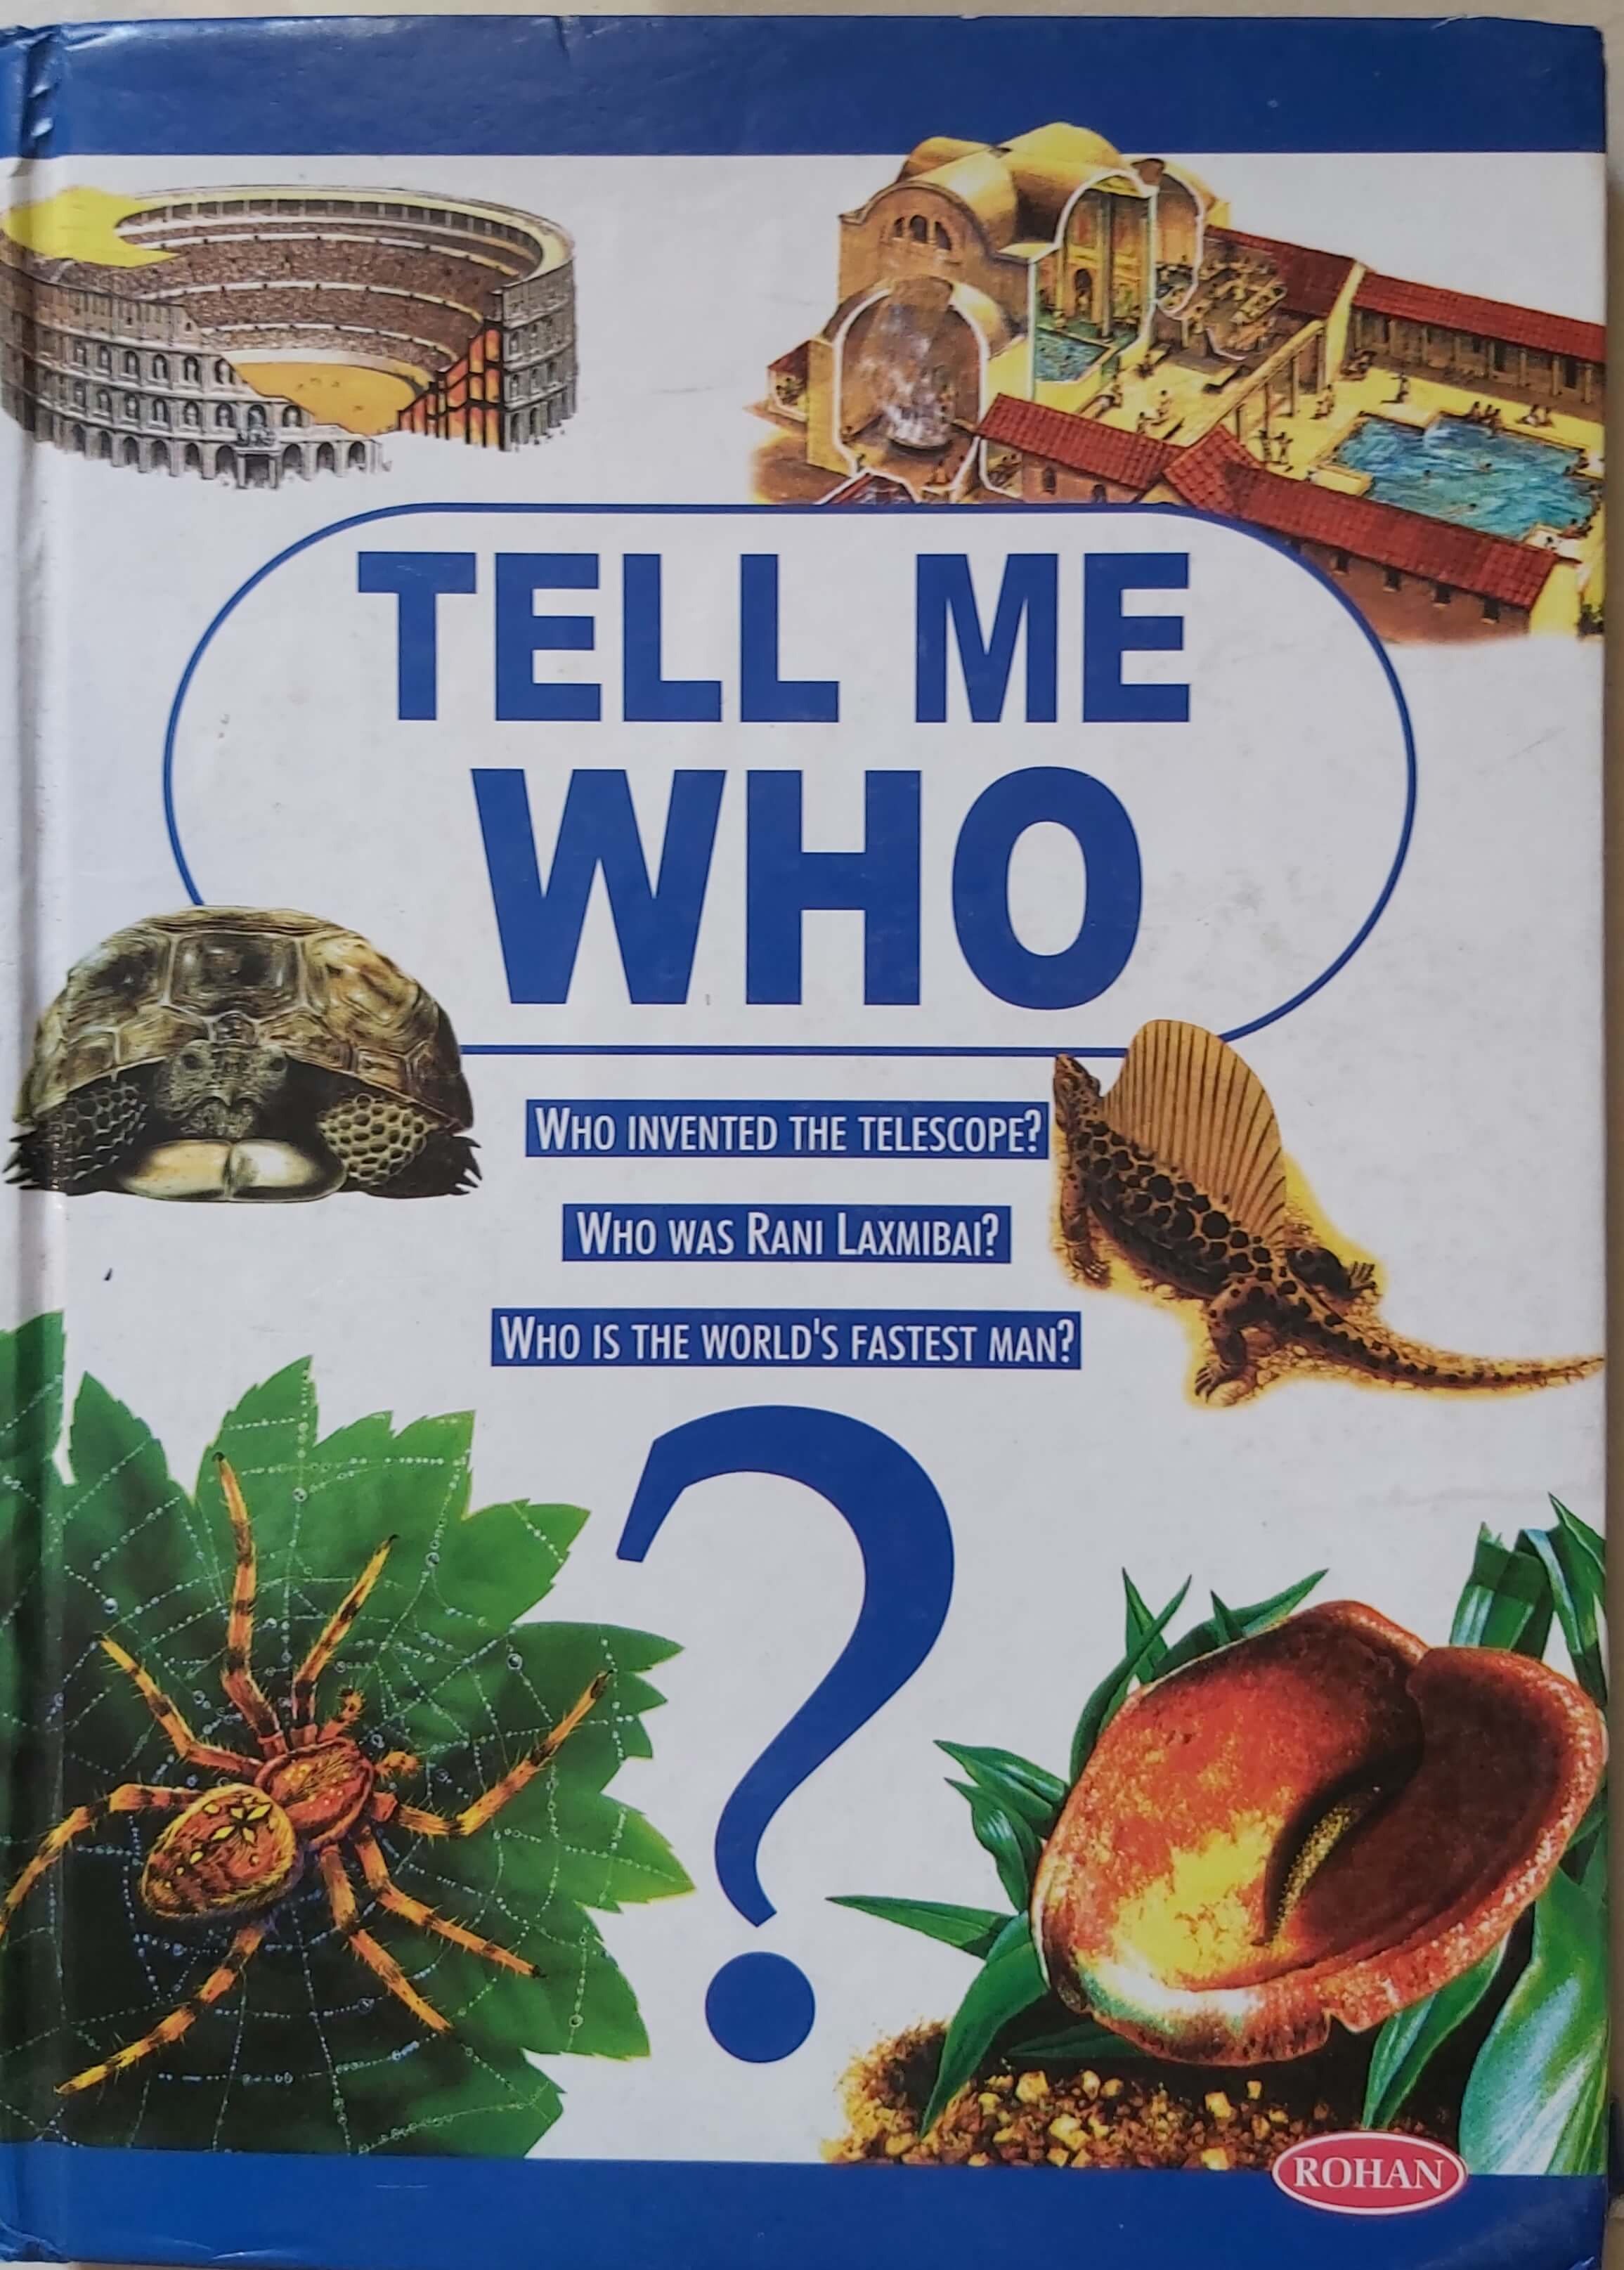 TELL ME
WHO
WHO INVENTED THE TELESCOPE?
WHO WAS RANI LAXMIBAI?
WHO IS THE WORLD'S FASTEST MAN?
?
ROHAN